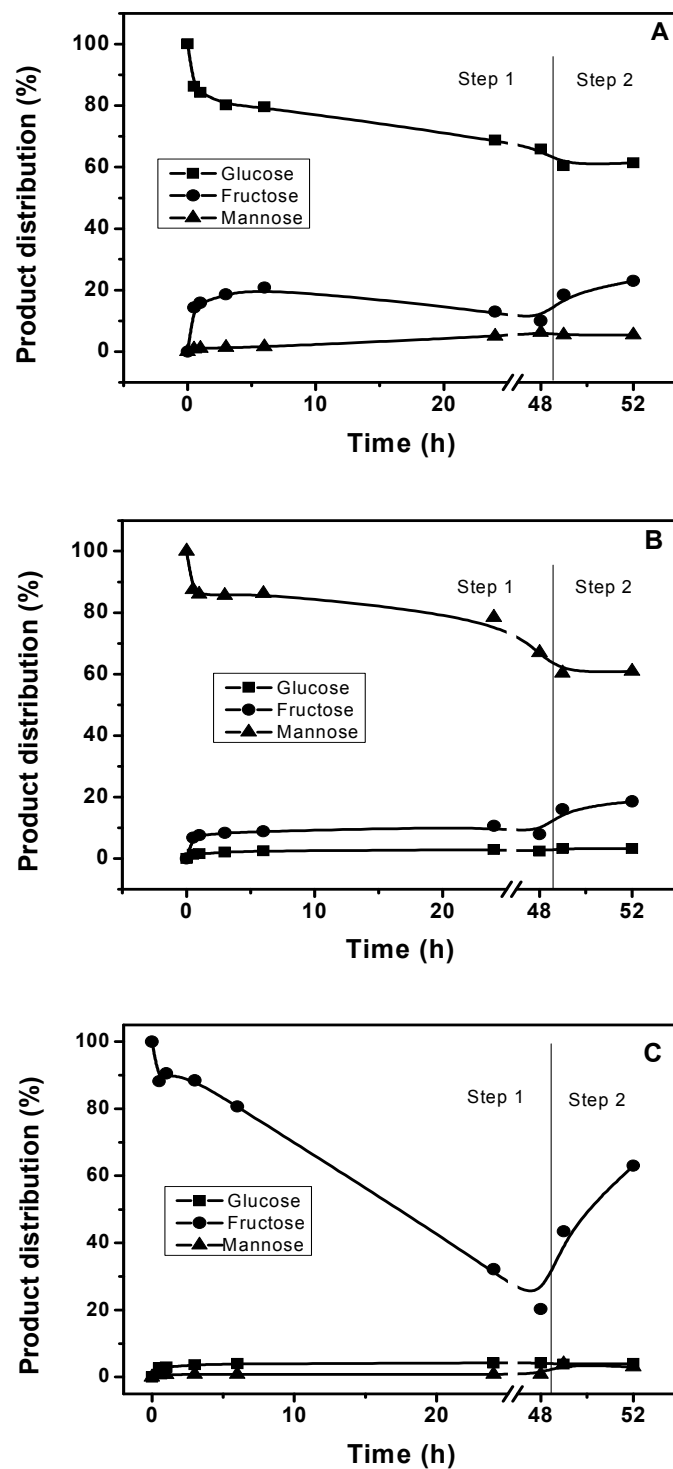 A
100
80
60
40
20
0
Product distribution (%)
Step 1 Step 2
Glucose
Fructose
Mannose
0 10 20 48 52
Time (h)
B
100
80
60
40
20
0
Product distribution (%)
Step 1 Step 2
Glucose
Fructose
Mannose
0 10 20 48 52
Time (h)
C
100
80
60
40
20
0
Product distribution (%)
Step 1 Step 2
Glucose
Fructose
Mannose
0 10 20 48 52
Time (h)